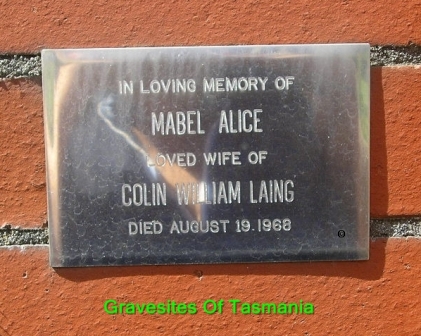 IN LOVING MEMORY OF
MABEL ALICE
LOVED WIFE OF
COLIN WILLIAM LAING
DIED AUGUST 19.1968
©
Gravesites Of Tasmania